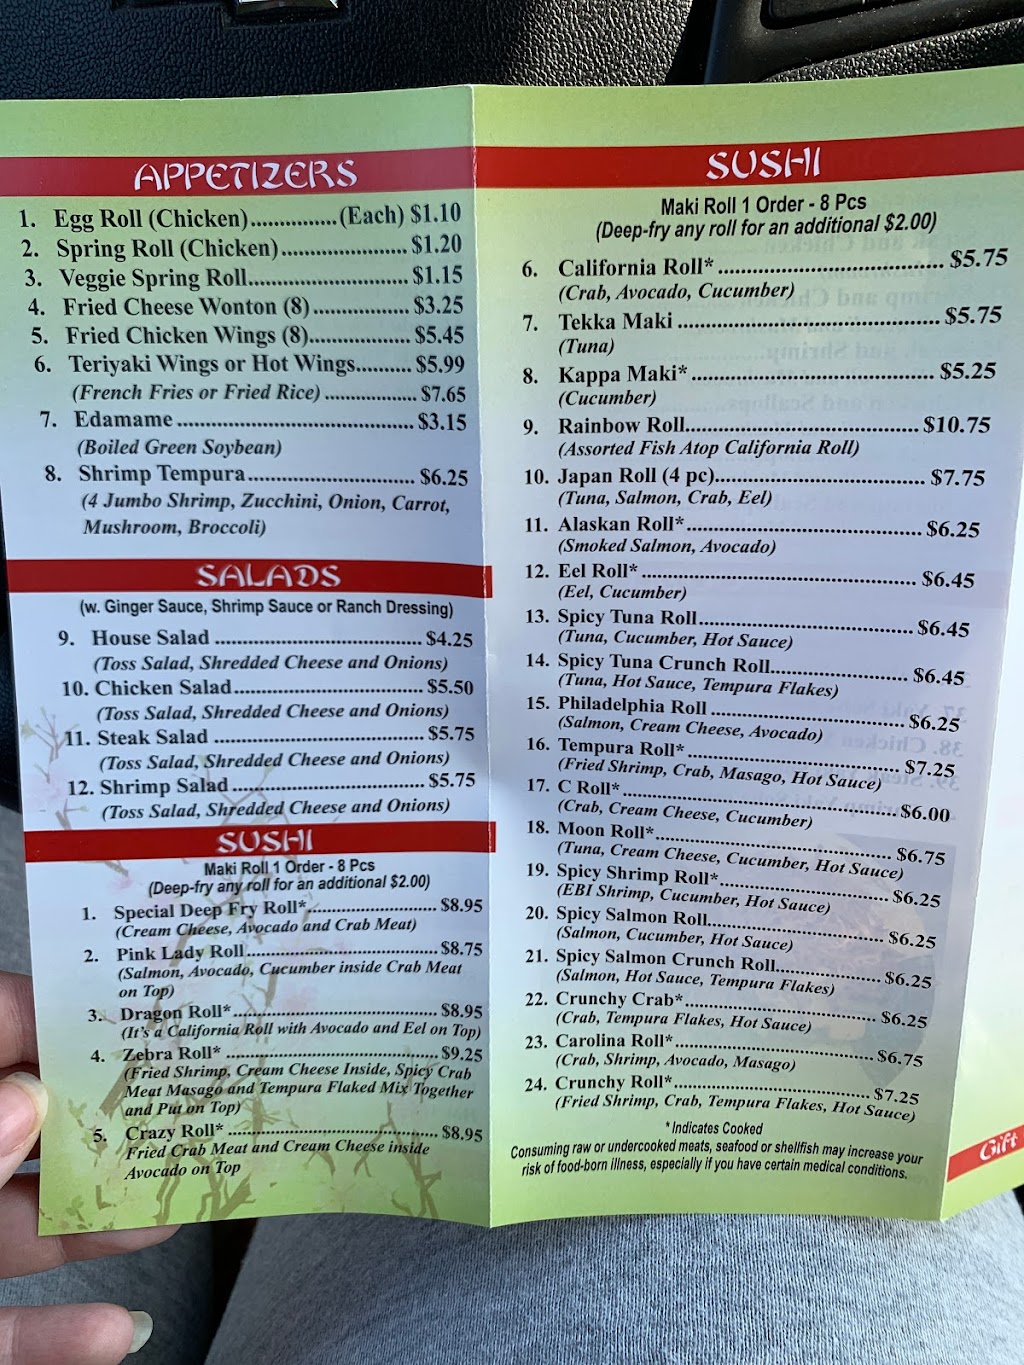 APPETIZERS
1. Egg Roll (Chicken)...............(Each) $1.10
2. Spring Roll (Chicken)...................... $1.20
3. Veggie Spring Roll............................ $1.15
4. Fried Cheese Wonton (8)................. $3.25
5. Fried Chicken Wings (8).................. $5.45
6. Teriyaki Wings or Hot Wings.......... $5.99
(French Fries or Fried Rice) ................. $7.65
7. Edamame ........................................... $3.15
(Boiled Green Soybean)
8. Shrimp Tempura.............................. $6.25
(4 Jumbo Shrimp, Zucchini, Onion, Carrot,
Mushroom, Broccoli)
SALADS
(w. Ginger Sauce, Shrimp Sauce or Ranch Dressing)
9. House Salad ..................................... $4.25
(Toss Salad, Shredded Cheese and Onions)
10. Chicken Salad.................................. $5.50
(Toss Salad, Shredded Cheese and Onions)
11. Steak Salad ....................................... $5.75
(Toss Salad, Shredded Cheese and Onions)
12. Shrimp Salad ................................... $5.75
(Toss Salad, Shredded Cheese and Onions)
SUSHI
Maki Roll 1 Order - 8 Pcs
(Deep-fry any roll for an additional $2.00)
1. Special Deep Fry Roll*........................ $8.95
(Cream Cheese, Avocado and Crab Meat)
2. Pink Lady Roll..................................... $8.75
(Salmon, Avocado, Cucumber inside Crab Meat
on Top)
3. Dragon Roll*....................................... $8.95
(It's a California Roll with Avocado and Eel on Top)
4. Zebra Roll* ........................................ $9.25
(Fried Shrimp, Cream Cheese Inside, Spicy Crab
Meat Masago and Tempura Flaked Mix Together
and Put on Top)
5. Crazy Roll* ........................................ $8.95
Fried Crab Meat and Cream Cheese inside
Avocado on Top
SUSHI
Maki Roll 1 Order - 8 Pcs
(Deep-fry any roll for an additional $2.00)
6. California Roll* ..................................... $5.75
(Crab, Avocado, Cucumber)
7. Tekka Maki ........................................... $5.75
(Tuna)
8. Kappa Maki* ........................................ $5.25
(Cucumber)
9. Rainbow Roll........................................ $10.75
(Assorted Fish Atop California Roll)
10. Japan Roll (4 pc)................................... $7.75
(Tuna, Salmon, Crab, Eel)
11. Alaskan Roll*........................................ $6.25
(Smoked Salmon, Avocado)
12. Eel Roll* ............................................... $6.45
(Eel, Cucumber)
13. Spicy Tuna Roll..................................... $6.45
(Tuna, Cucumber, Hot Sauce)
14. Spicy Tuna Crunch Roll........................ $6.45
(Tuna, Hot Sauce, Tempura Flakes)
15. Philadelphia Roll .................................. $6.25
(Salmon, Cream Cheese, Avocado)
16. Tempura Roll* ...................................... $7.25
(Fried Shrimp, Crab, Masago, Hot Sauce)
17. C Roll*.................................................. $6.00
(Crab, Cream Cheese, Cucumber)
18. Moon Roll*........................................... $6.75
(Tuna, Cream Cheese, Cucumber, Hot Sauce)
19. Spicy Shrimp Roll*............................... $6.25
(EBI Shrimp, Cucumber, Hot Sauce)
20. Spicy Salmon Roll................................ $6.25
(Salmon, Cucumber, Hot Sauce)
21. Spicy Salmon Crunch Roll................... $6.25
(Salmon, Hot Sauce, Tempura Flakes)
22. Crunchy Crab*..................................... $6.25
(Crab, Tempura Flakes, Hot Sauce)
23. Carolina Roll*...................................... $6.75
(Crab, Shrimp, Avocado, Masago)
24. Crunchy Roll*...................................... $7.25
(Fried Shrimp, Crab, Tempura Flakes, Hot Sauce)
* Indicates Cooked
Consuming raw or undercooked meats, seafood or shellfish may increase your
risk of food-born illness, especially if you have certain medical conditions.
Gift